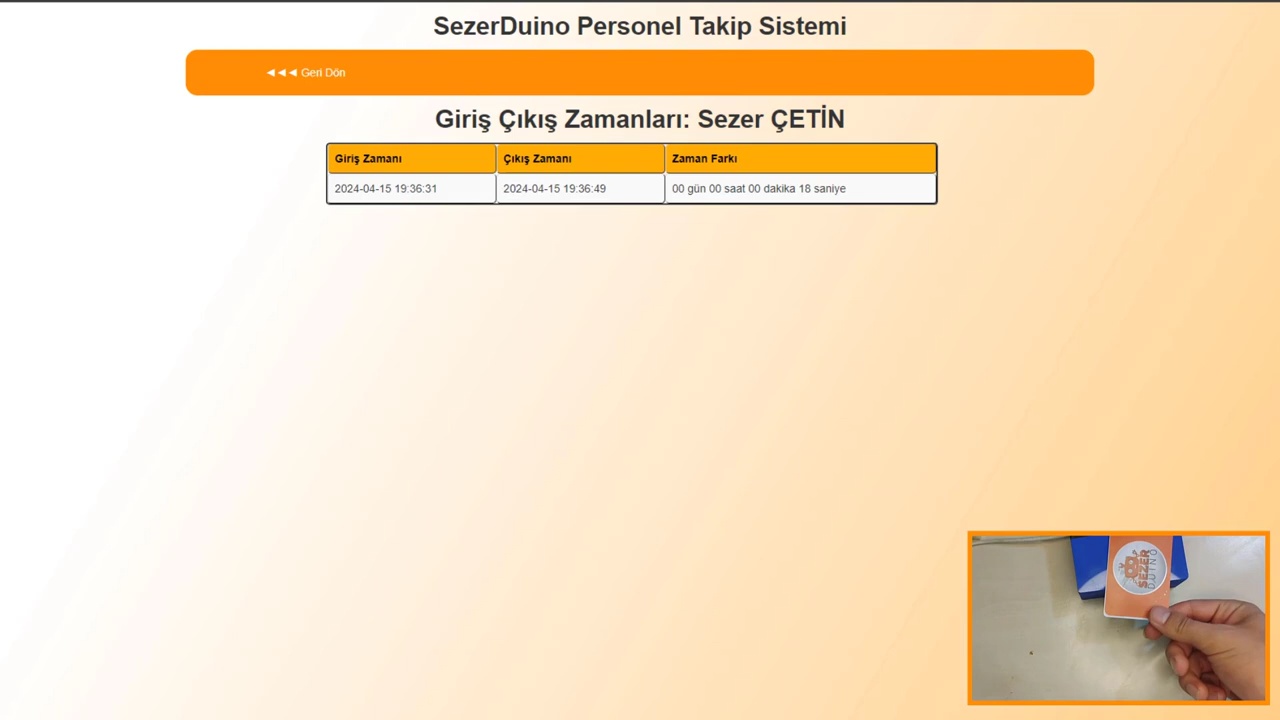 SezerDuino Personel Takip Sistemi
◄◄◄ Geri Dön
Giriş Çıkış Zamanları: Sezer ÇETİN
Giriş Zamanı Çıkış Zamanı Zaman Farkı
2024-04-15 19:36:31 2024-04-15 19:36:49 00 gün 00 saat 00 dakika 18 saniye
SEZER
DUINO